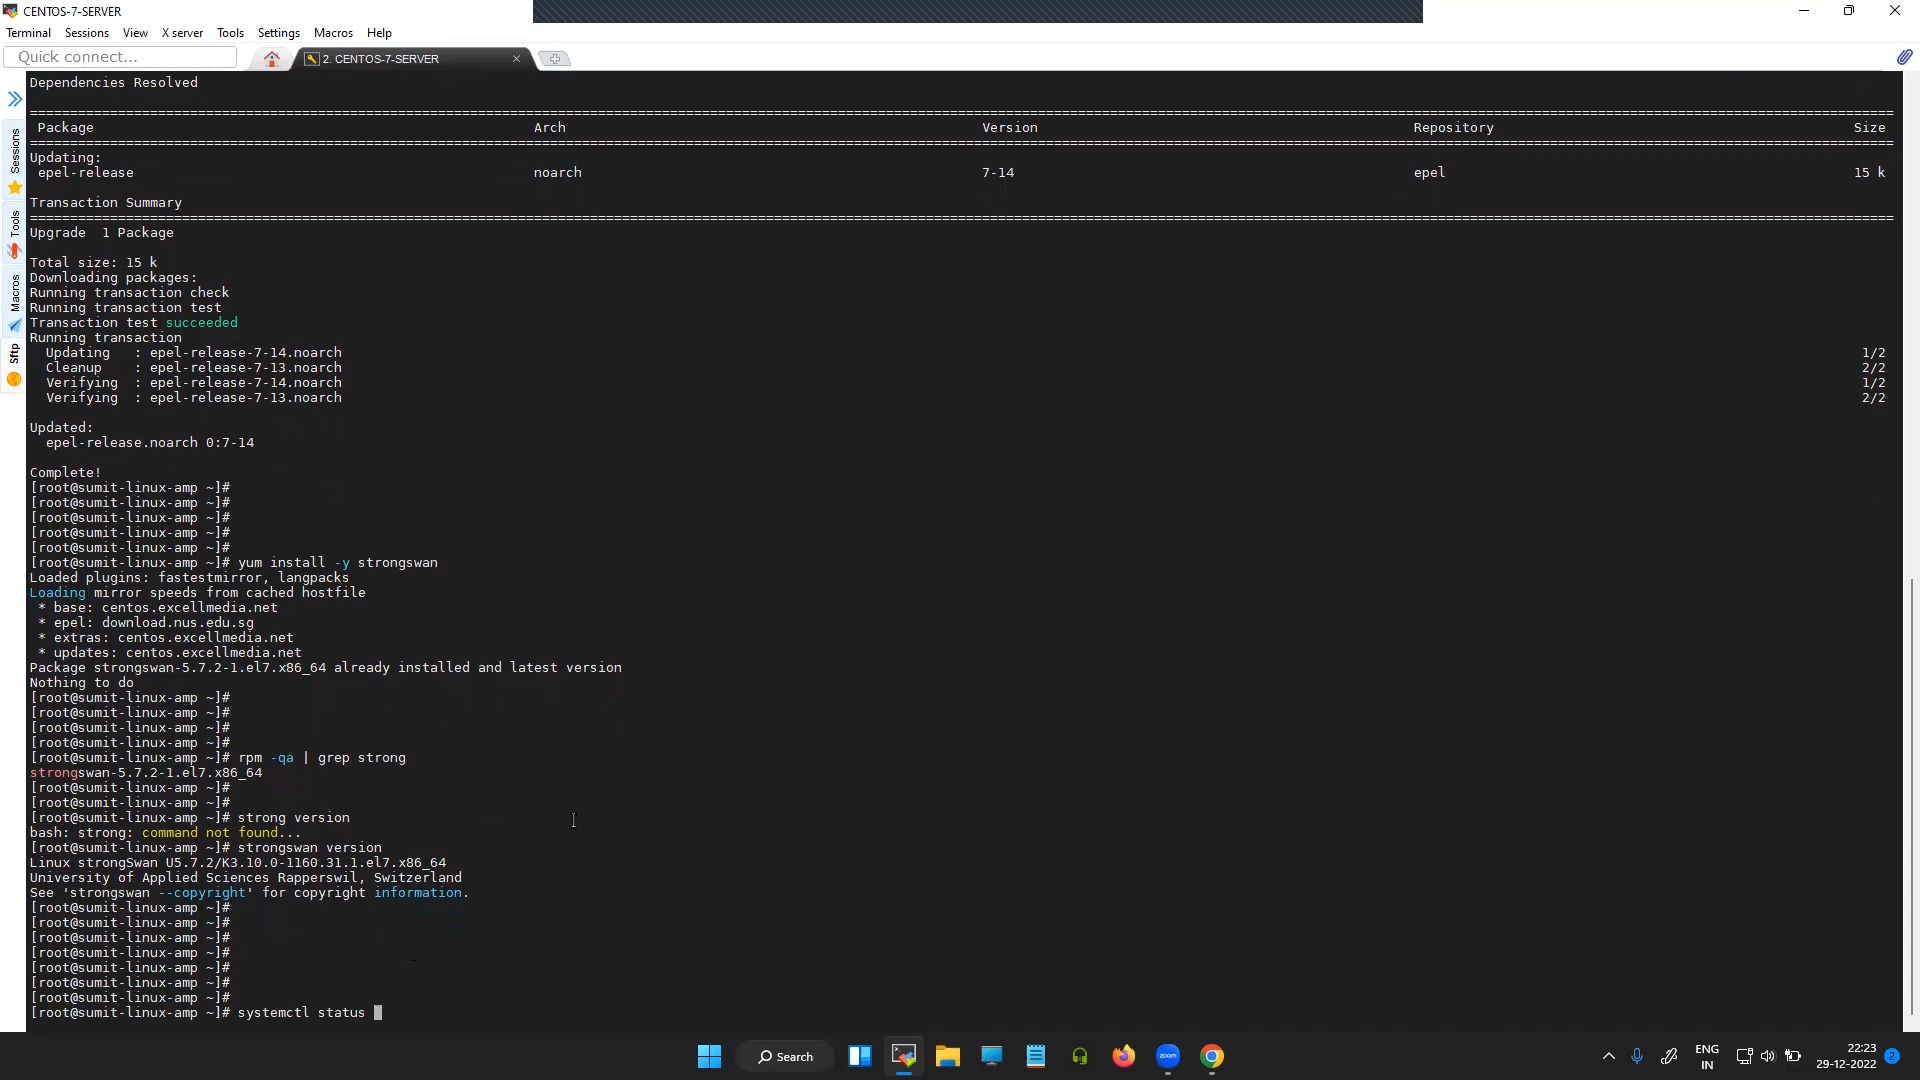 CENTOS-7-SERVER
Terminal Sessions View X server Tools Settings Macros Help
Quick connect...
2. CENTOS-7-SERVER
Sessions
Tools
Macros
Sftp
Dependencies Resolved
================================================================================
Package Arch Version Repository Size
================================================================================
Updating:
epel-release noarch 7-14 epel 15 k
Transaction Summary
================================================================================
Upgrade 1 Package
Total size: 15 k
Downloading packages:
Running transaction check
Running transaction test
Transaction test succeeded
Running transaction
Updating : epel-release-7-14.noarch 1/2
Cleanup : epel-release-7-13.noarch 2/2
Verifying : epel-release-7-14.noarch 1/2
Verifying : epel-release-7-13.noarch 2/2
Updated:
epel-release.noarch 0:7-14
Complete!
[root@sumit-linux-amp ~]#
[root@sumit-linux-amp ~]#
[root@sumit-linux-amp ~]#
[root@sumit-linux-amp ~]#
[root@sumit-linux-amp ~]#
[root@sumit-linux-amp ~]# yum install -y strongswan
Loaded plugins: fastestmirror, langpacks
Loading mirror speeds from cached hostfile
* base: centos.excellmedia.net
* epel: download.nus.edu.sg
* extras: centos.excellmedia.net
* updates: centos.excellmedia.net
Package strongswan-5.7.2-1.el7.x86_64 already installed and latest version
Nothing to do
[root@sumit-linux-amp ~]#
[root@sumit-linux-amp ~]#
[root@sumit-linux-amp ~]#
[root@sumit-linux-amp ~]#
[root@sumit-linux-amp ~]# rpm -qa | grep strong
strongswan-5.7.2-1.el7.x86_64
[root@sumit-linux-amp ~]#
[root@sumit-linux-amp ~]#
[root@sumit-linux-amp ~]# strong version
bash: strong: command not found...
[root@sumit-linux-amp ~]# strongswan version
Linux strongSwan U5.7.2/K3.10.0-1160.31.1.el7.x86_64
University of Applied Sciences Rapperswil, Switzerland
See 'strongswan --copyright' for copyright information.
[root@sumit-linux-amp ~]#
[root@sumit-linux-amp ~]#
[root@sumit-linux-amp ~]#
[root@sumit-linux-amp ~]#
[root@sumit-linux-amp ~]#
[root@sumit-linux-amp ~]#
[root@sumit-linux-amp ~]#
[root@sumit-linux-amp ~]# systemctl status
Search
zoom
ENG
IN
22:23
29-12-2022
2